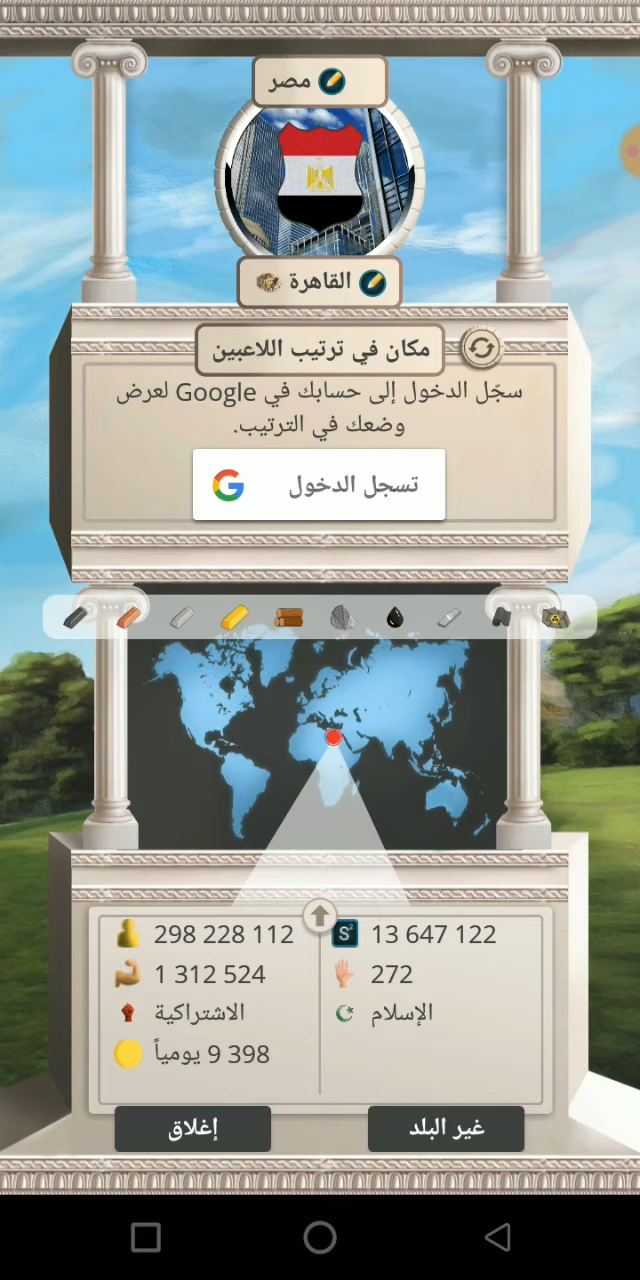 مصر
القاهرة
مكان في ترتيب اللاعبين
سجّل الدخول إلى حسابك في Google لعرض
وضعك في الترتيب.
تسجل الدخول
298 228 112
S² 13 647 122
1 312 524
272
الاشتراكية
الإسلام
9 398 يومياً
إغلاق
غير البلد